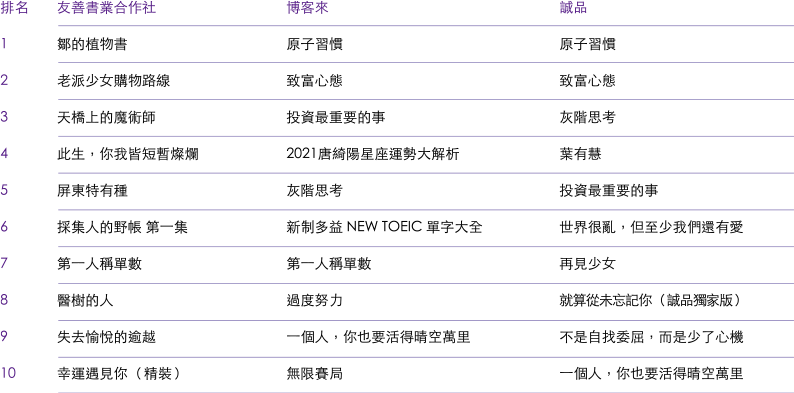 排名 友善書業合作社 博客來 誠品
1 鄒的植物書 原子習慣 原子習慣
2 老派少女購物路線 致富心態 致富心態
3 天橋上的魔術師 投資最重要的事 灰階思考
4 此生，你我皆短暫燦爛 2021唐綺陽星座運勢大解析 葉有慧
5 屏東特有種 灰階思考 投資最重要的事
6 採集人的野帳 第一集 新制多益 NEW TOEIC 單字大全 世界很亂，但至少我們還有愛
7 第一人稱單數 第一人稱單數 再見少女
8 醫樹的人 過度努力 就算從未忘記你（誠品獨家版）
9 失去愉悅的逾越 一個人，你也要活得晴空萬里 不是自找委屈，而是少了心機
10 幸運遇見你（精裝） 無限賽局 一個人，你也要活得晴空萬里